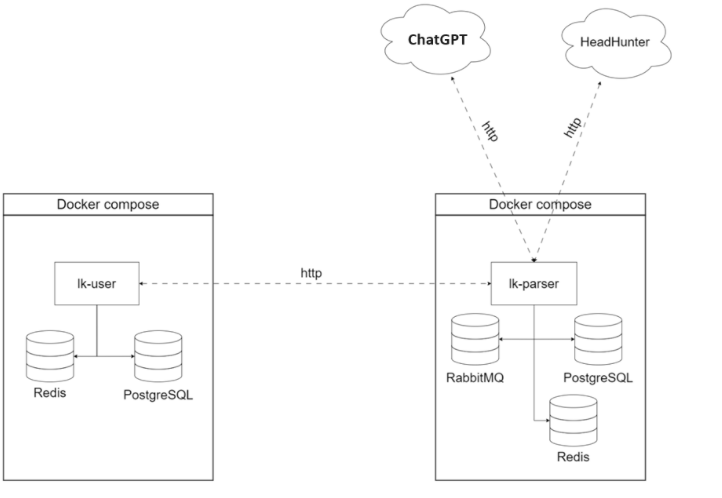 ChatGPT
HeadHunter
http
http
Docker compose
Docker compose
lk-user
http
lk-parser
Redis
PostgreSQL
RabbitMQ
PostgreSQL
Redis